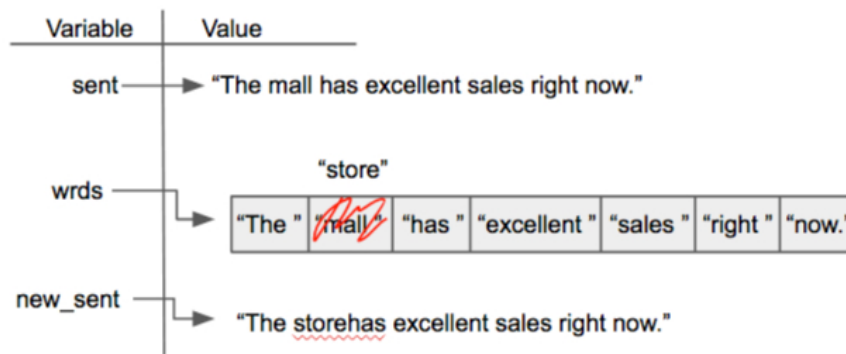 Variable Value
sent “The mall has excellent sales right now.”
“store”
wrds
“The ” “mall ” “has ” “excellent ” “sales ” “right ” “now.”
new_sent
“The storehas excellent sales right now.”